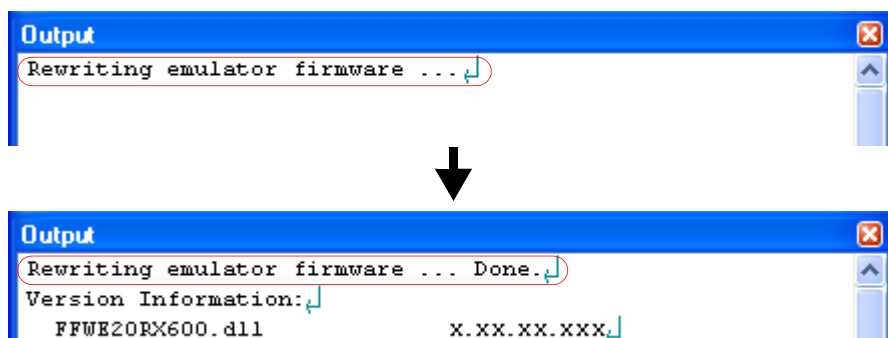 Output
Rewriting emulator firmware ...
Output
Rewriting emulator firmware ... Done.
Version Information:
FFWE20RX600.dll x.xx.xx.xxx